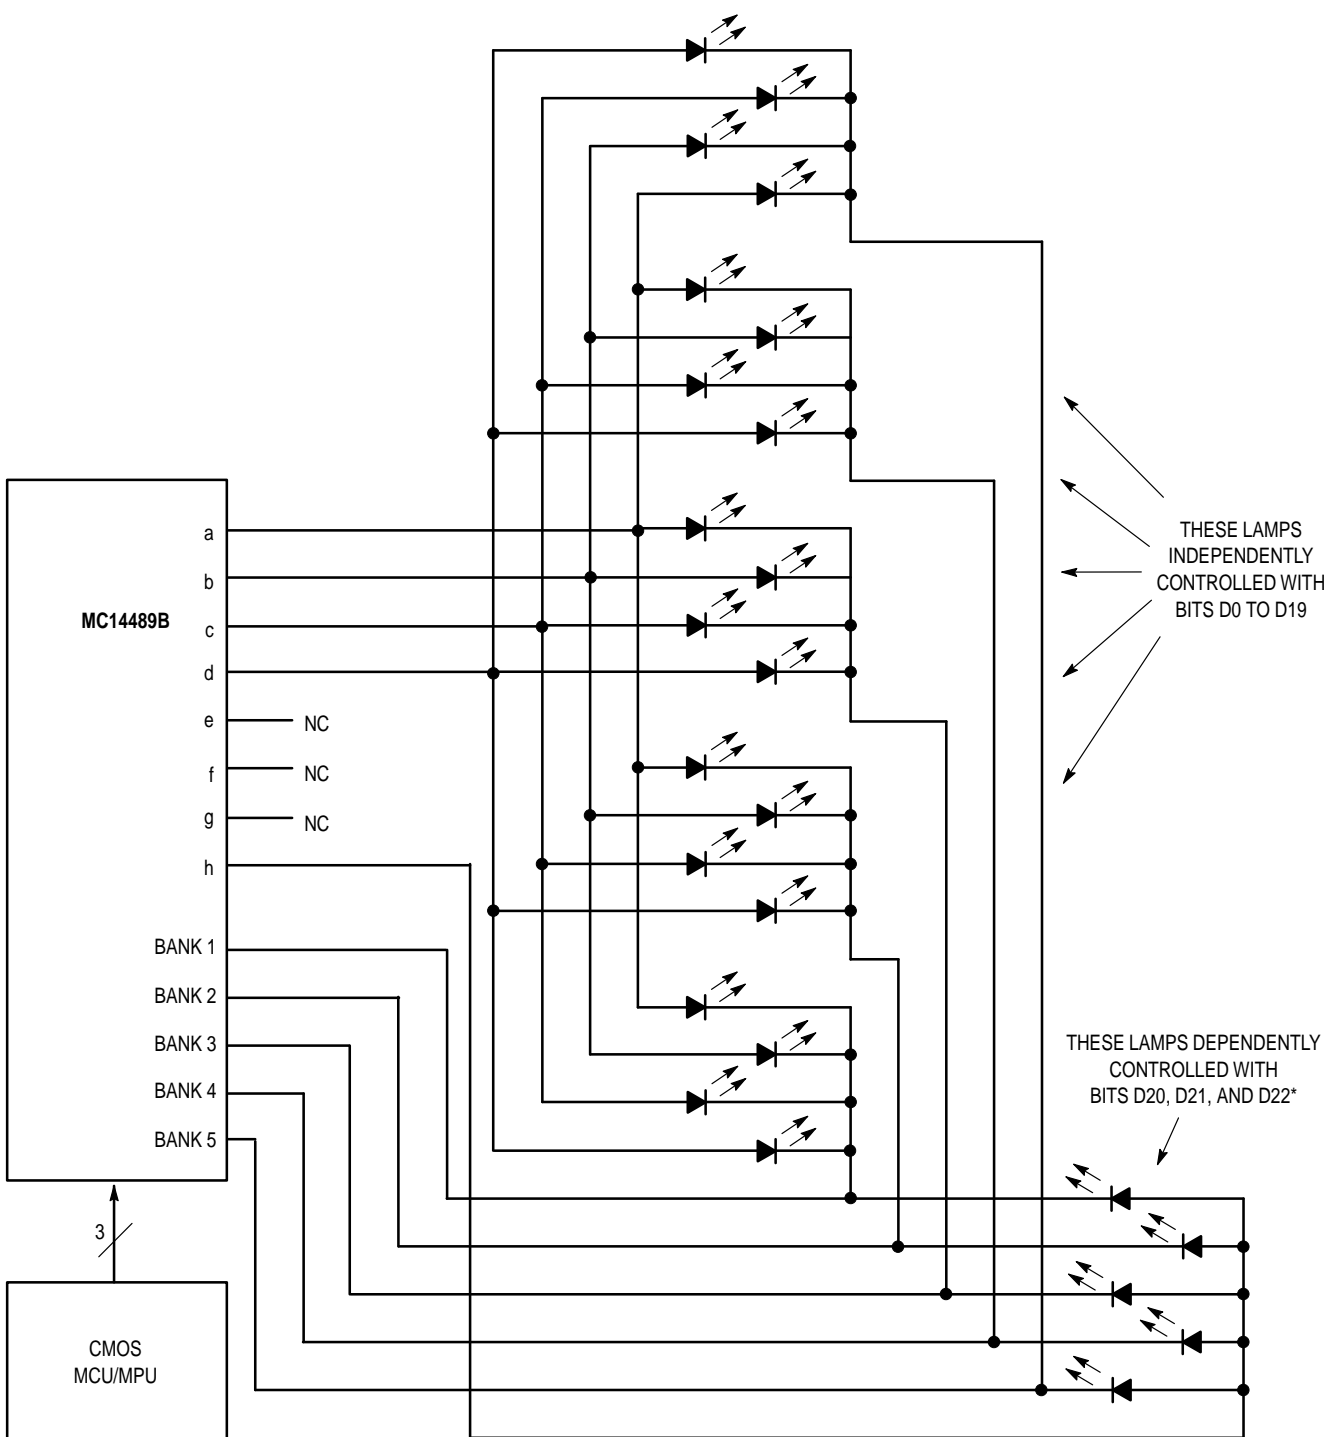 a
b
MC14489B
c
d
e
NC
f
NC
g
NC
h
BANK 1
BANK 2
BANK 3
BANK 4
BANK 5
3
CMOS
MCU/MPU
THESE LAMPS
INDEPENDENTLY
CONTROLLED WITH
BITS D0 TO D19
THESE LAMPS DEPENDENTLY
CONTROLLED WITH
BITS D20, D21, AND D22*